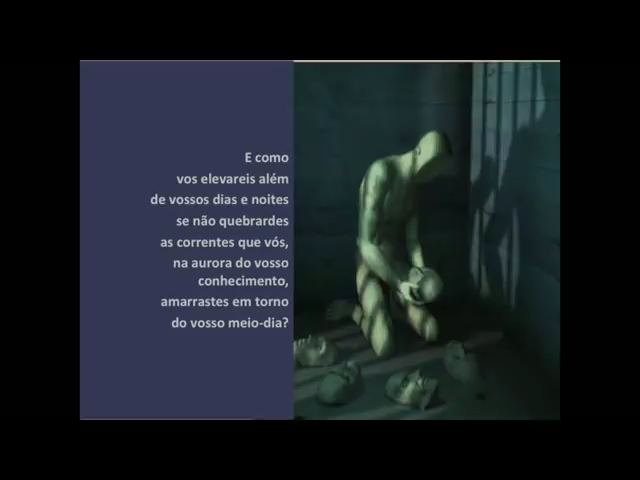 E como
vos elevareis além
de vossos dias e noites
se não quebrardes
as correntes que vós,
na aurora do vosso
conhecimento,
amarrastes em torno
do vosso meio-dia?